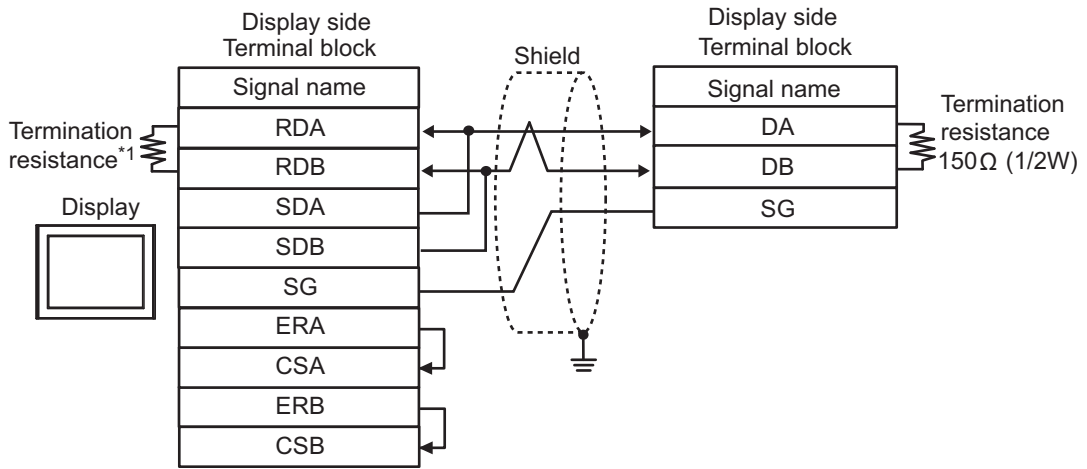 Display side
Terminal block
Signal name
RDA
RDB
SDA
SDB
SG
ERA
CSA
ERB
CSB
Termination
resistance*1
Display
Shield
Display side
Terminal block
Signal name
DA
DB
SG
Termination
resistance
150Ω (1/2W)